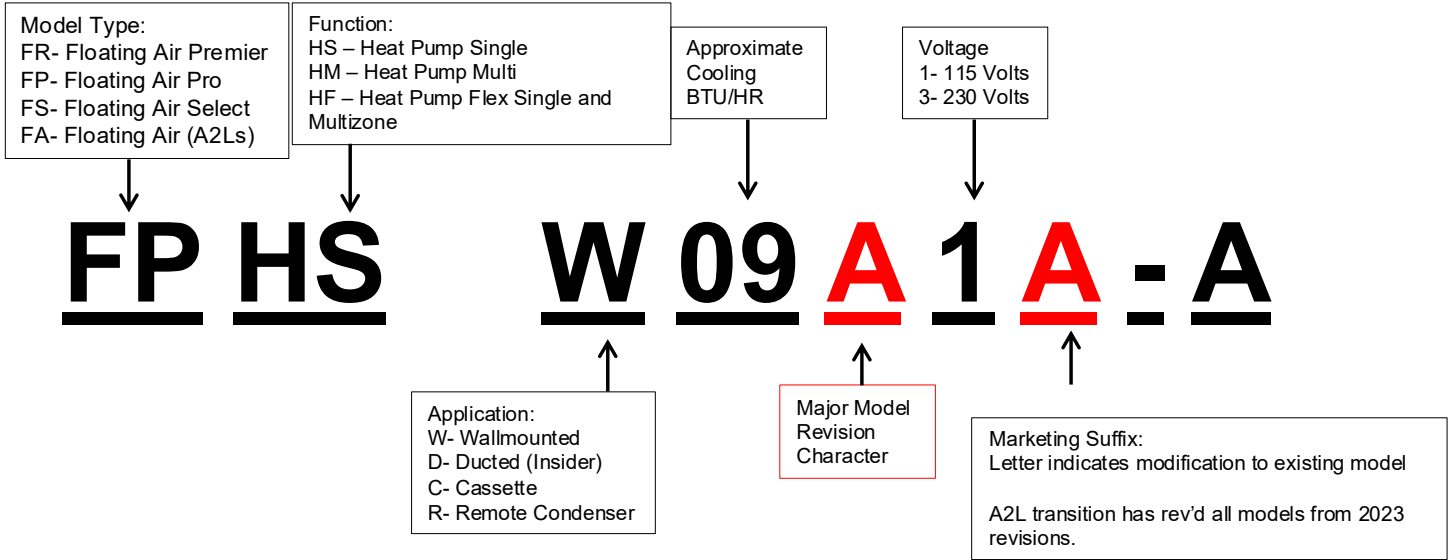 Model Type:
FR- Floating Air Premier
FP- Floating Air Pro
FS- Floating Air Select
FA- Floating Air (A2Ls)
Function:
HS – Heat Pump Single
HM – Heat Pump Multi
HF – Heat Pump Flex Single and
Multizone
Approximate
Cooling
BTU/HR
Voltage
1- 115 Volts
3- 230 Volts
FP HS W 09 A 1 A - A
Application:
W- Wallmounted
D- Ducted (Insider)
C- Cassette
R- Remote Condenser
Major Model
Revision
Character
Marketing Suffix:
Letter indicates modification to existing model
A2L transition has rev'd all models from 2023
revisions.